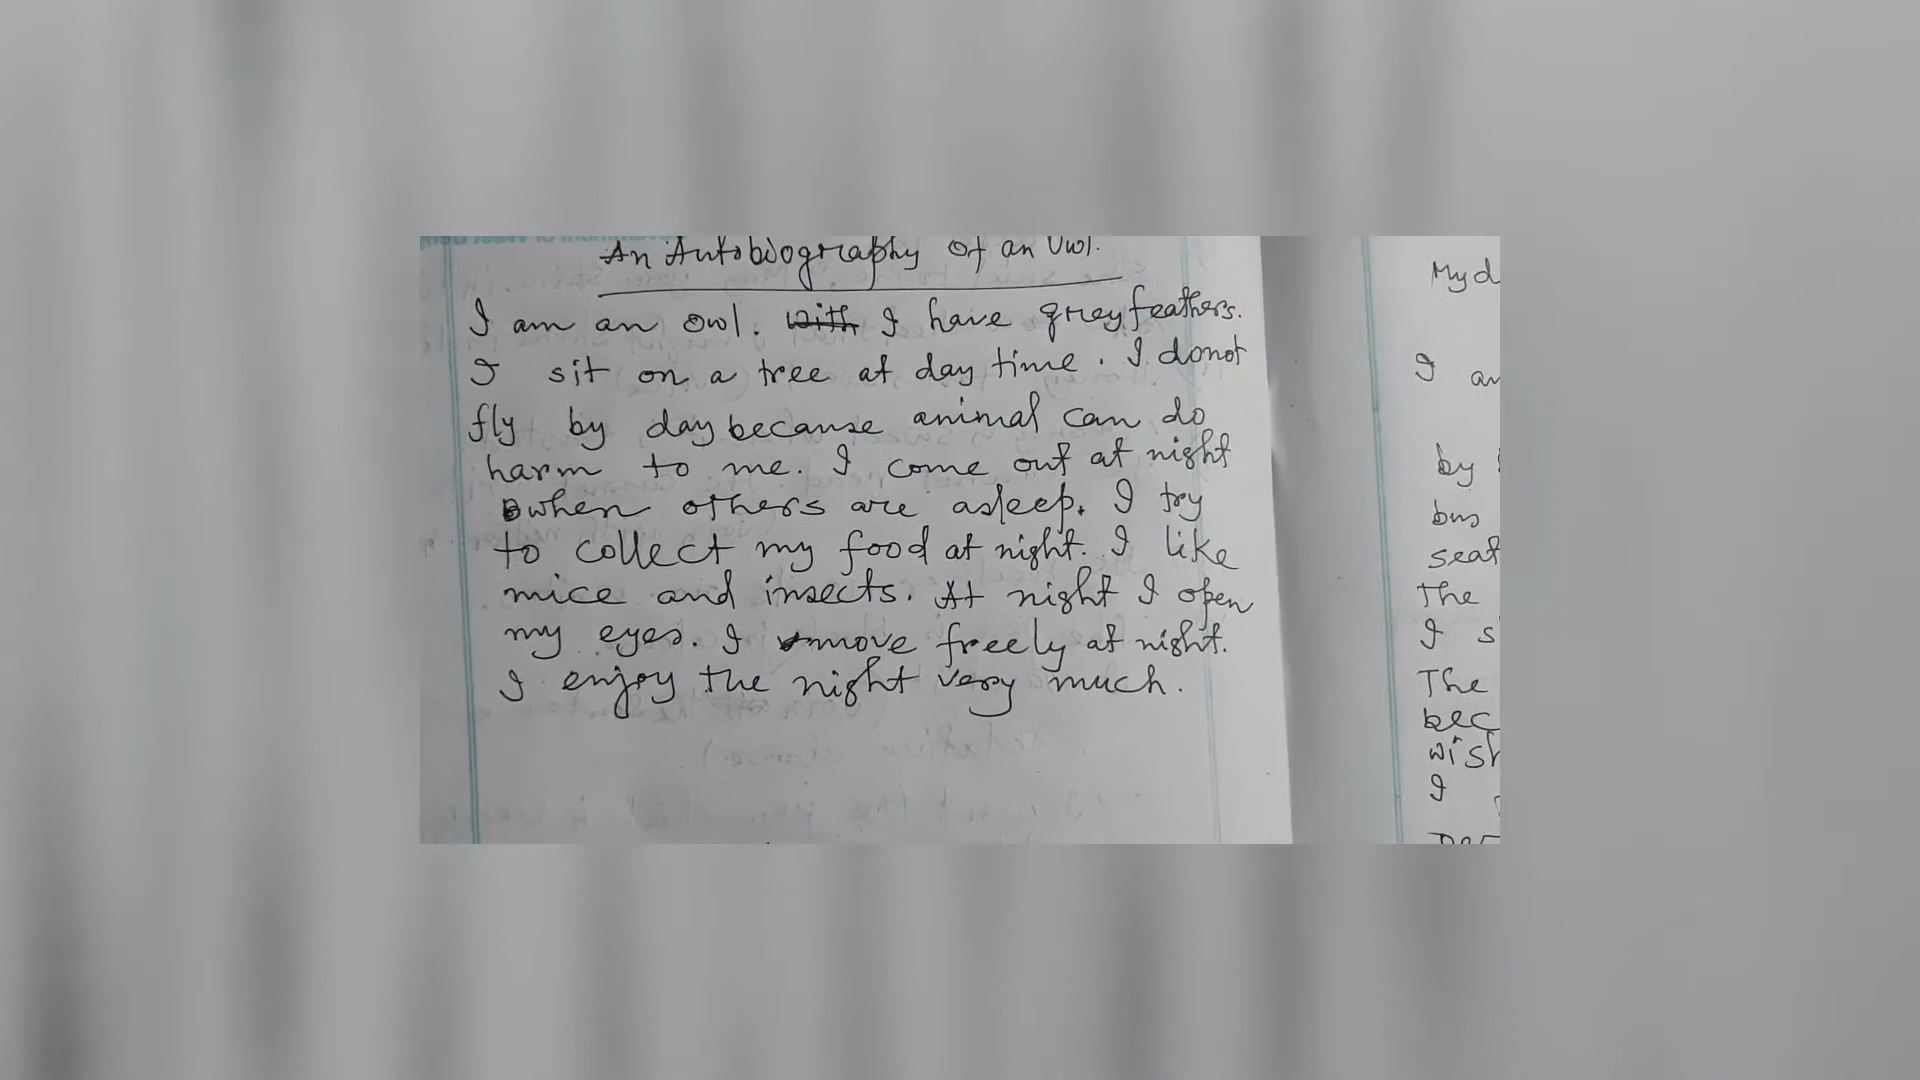 An Autobiography of an Owl.
I am an owl. with I have grey feathers.
I sit on a tree at day time. I donot
fly by day because animal can do
harm to me. I come out at night
when others are asleep. I try
to collect my food at night. I like
mice and insects. At night I open
my eyes. I move freely at night.
I enjoy the night very much.
My d
I an
by
bus
seat
The
I s
The
bec
wish
I